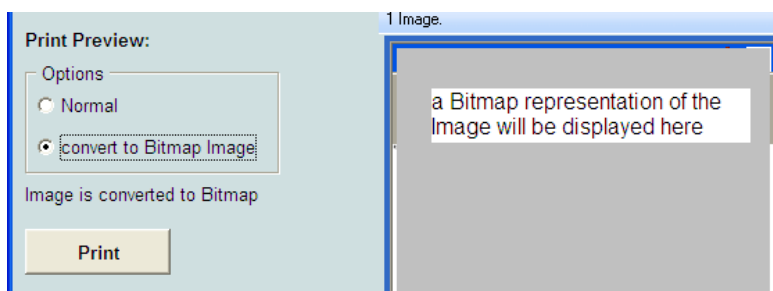 1 Image.
Print Preview:
Options
Normal
convert to Bitmap Image
Image is converted to Bitmap
Print
a Bitmap representation of the
Image will be displayed here